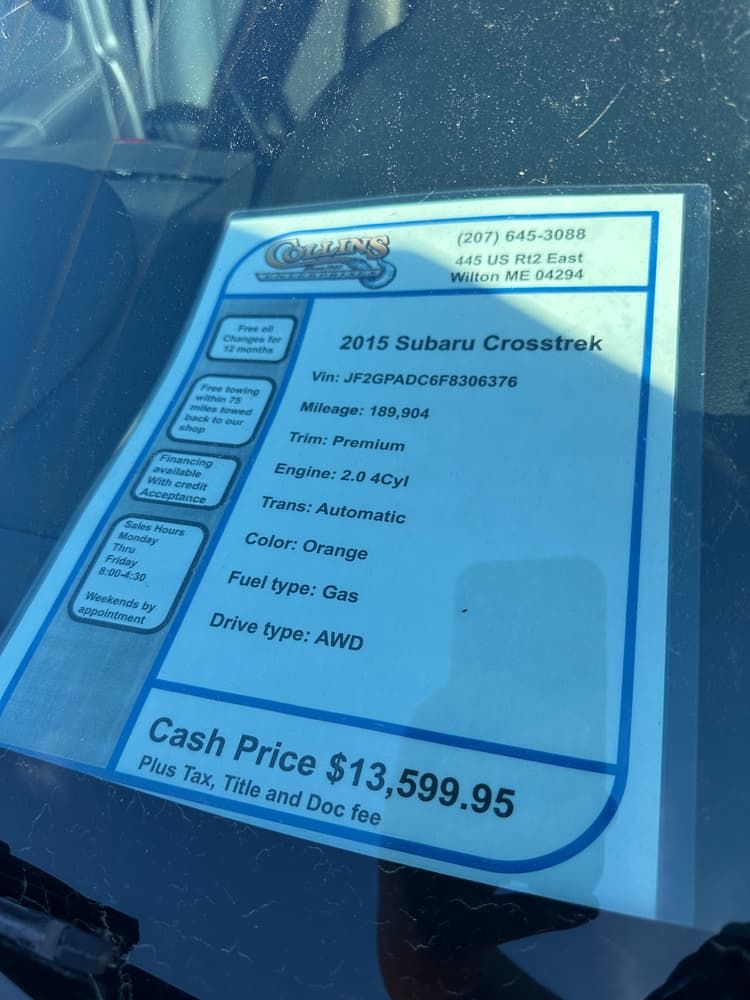 COLLINS
ENTERPRISES
(207) 645-3088
445 US Rt2 East
Wilton ME 04294
Free oil
Changes for
12 months
Free towing
within 75
miles towed
back to our
shop
Financing
available
With credit
Acceptance
Sales Hours
Monday
Thru
Friday
8:00-4:30
Weekends by
appointment
2015 Subaru Crosstrek
Vin: JF2GPADC6F8306376
Mileage: 189,904
Trim: Premium
Engine: 2.0 4Cyl
Trans: Automatic
Color: Orange
Fuel type: Gas
Drive type: AWD
Cash Price $13,599.95
Plus Tax, Title and Doc fee